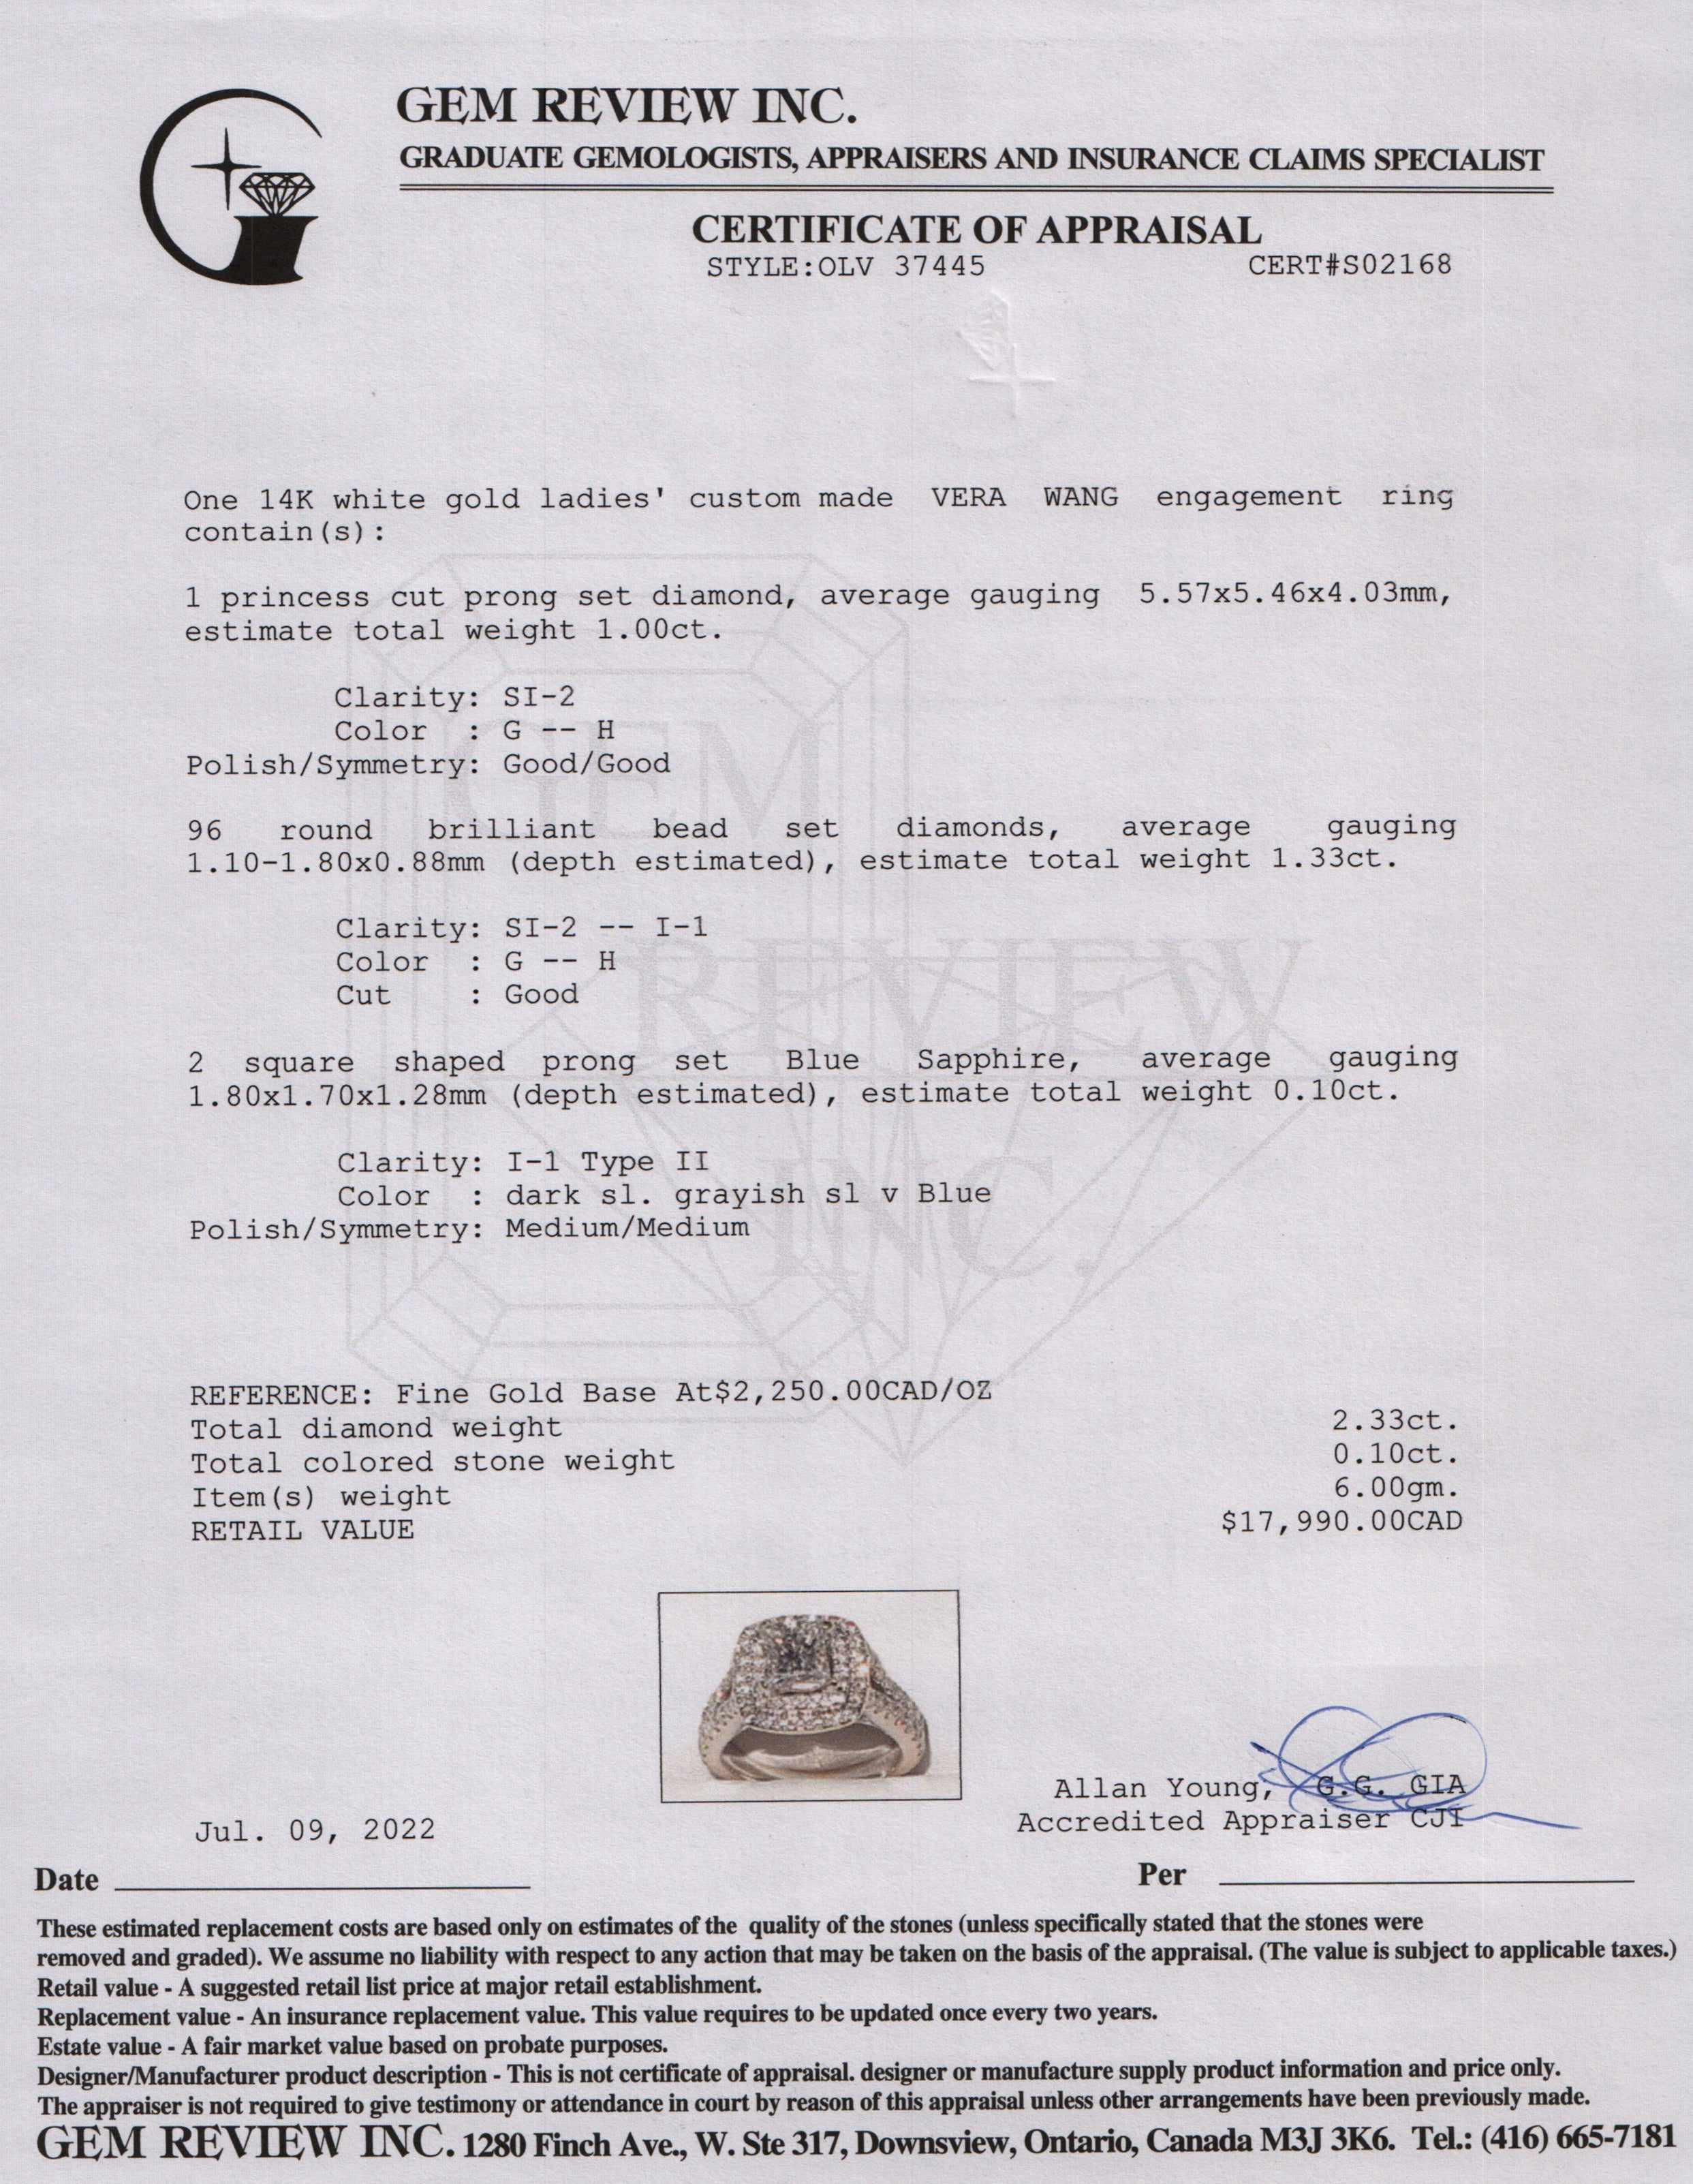 GEM REVIEW INC.
GRADUATE GEMOLOGISTS, APPRAISERS AND INSURANCE CLAIMS SPECIALIST
CERTIFICATE OF APPRAISAL
STYLE:OLV 37445 CERT#S02168
One 14K white gold ladies' custom made VERA WANG engagement ring
contain(s):
1 princess cut prong set diamond, average gauging 5.57x5.46x4.03mm,
estimate total weight 1.00ct.
Clarity: SI-2
Color : G -- H
Polish/Symmetry: Good/Good
96 round brilliant bead set diamonds, average gauging
1.10-1.80x0.88mm (depth estimated), estimate total weight 1.33ct.
Clarity: SI-2 -- I-1
Color : G -- H
Cut : Good
2 square shaped prong set Blue Sapphire, average gauging
1.80x1.70x1.28mm (depth estimated), estimate total weight 0.10ct.
Clarity: I-1 Type II
Color : dark sl. grayish sl v Blue
Polish/Symmetry: Medium/Medium
GEM
REVIEW
INC.
REFERENCE: Fine Gold Base At$2,250.00CAD/OZ
Total diamond weight 2.33ct.
Total colored stone weight 0.10ct.
Item(s) weight 6.00gm.
RETAIL VALUE $17,990.00CAD
Allan Young, G.G. GIA
Accredited Appraiser CJI
Jul. 09, 2022
Date Per
These estimated replacement costs are based only on estimates of the quality of the stones (unless specifically stated that the stones were
removed and graded). We assume no liability with respect to any action that may be taken on the basis of the appraisal. (The value is subject to applicable taxes.)
Retail value - A suggested retail list price at major retail establishment.
Replacement value - An insurance replacement value. This value requires to be updated once every two years.
Estate value - A fair market value based on probate purposes.
Designer/Manufacturer product description - This is not certificate of appraisal. designer or manufacture supply product information and price only.
The appraiser is not required to give testimony or attendance in court by reason of this appraisal unless other arrangements have been previously made.
GEM REVIEW INC. 1280 Finch Ave., W. Ste 317, Downsview, Ontario, Canada M3J 3K6. Tel.: (416) 665-7181